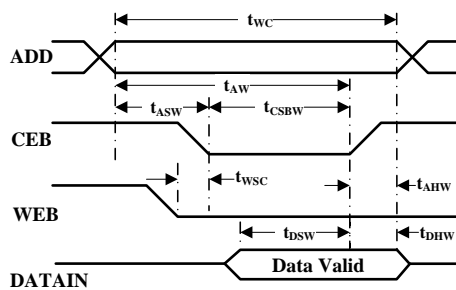 tWC
ADD
tAW
tASW tCSBW
CEB
tWSC tAHW
WEB
tDSW tDHW
DATAIN Data Valid